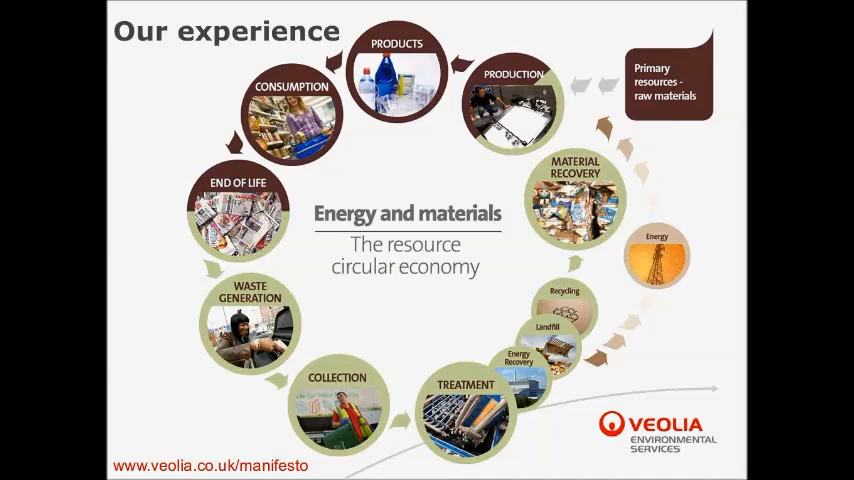 Our experience
PRODUCTS
PRODUCTION
Primary
resources -
raw materials
CONSUMPTION
MATERIAL
RECOVERY
END OF LIFE
Energy and materials
The resource
circular economy
Energy
WASTE
GENERATION
Recycling
Landfill
Energy
Recovery
COLLECTION
TREATMENT
VEOLIA
ENVIRONMENTAL
SERVICES
www.veolia.co.uk/manifesto